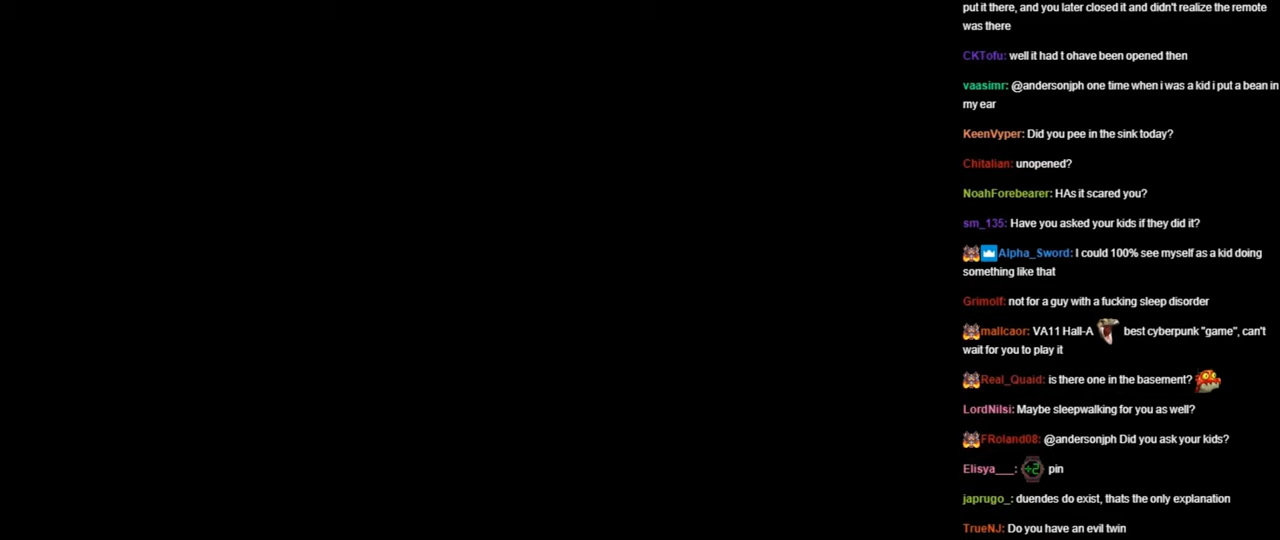 put it there, and you later closed it and didn't realize the remote
was there
CKTofu: well it had t ohave been opened then
vaasimr: @andersonjph one time when i was a kid i put a bean in
my ear
KeenVyper: Did you pee in the sink today?
Chitalian: unopened?
NoahForebearer: HAs it scared you?
sm_135: Have you asked your kids if they did it?
Alpha_Sword: I could 100% see myself as a kid doing
something like that
Grimolf: not for a guy with a fucking sleep disorder
mallcaor: VA11 Hall-A best cyberpunk "game", can't
wait for you to play it
Real_Quaid: is there one in the basement?
LordNilsi: Maybe sleepwalking for you as well?
FRoland08: @andersonjph Did you ask your kids?
Elisya___: +2 pin
japrugo_: duendes do exist, thats the only explanation
TrueNJ: Do you have an evil twin